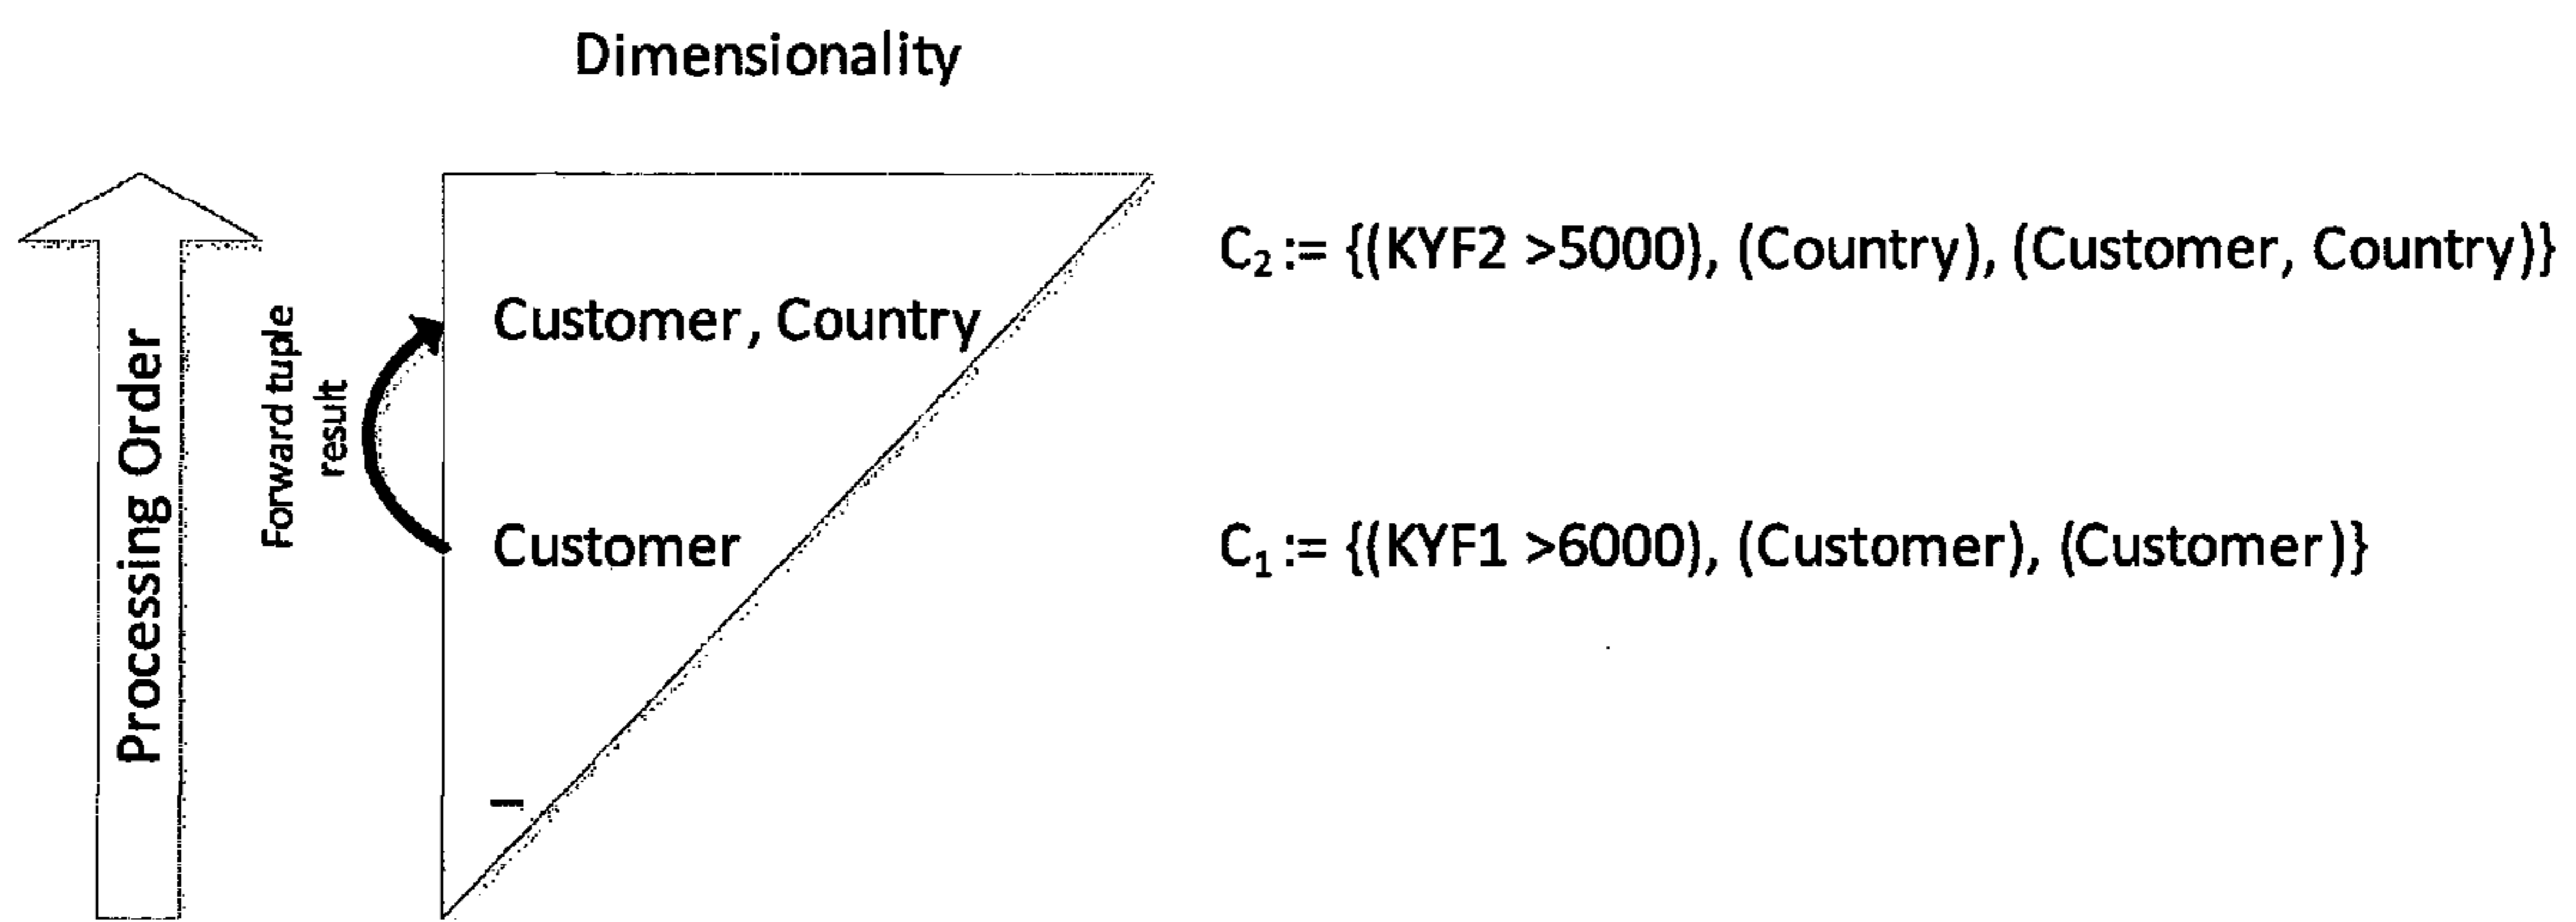 Dimensionality
Processing Order
Forward tuple
result
Customer, Country
Customer
–
C₂ := {(KYF2 >5000), (Country), (Customer, Country)}
C₁ := {(KYF1 >6000), (Customer), (Customer)}